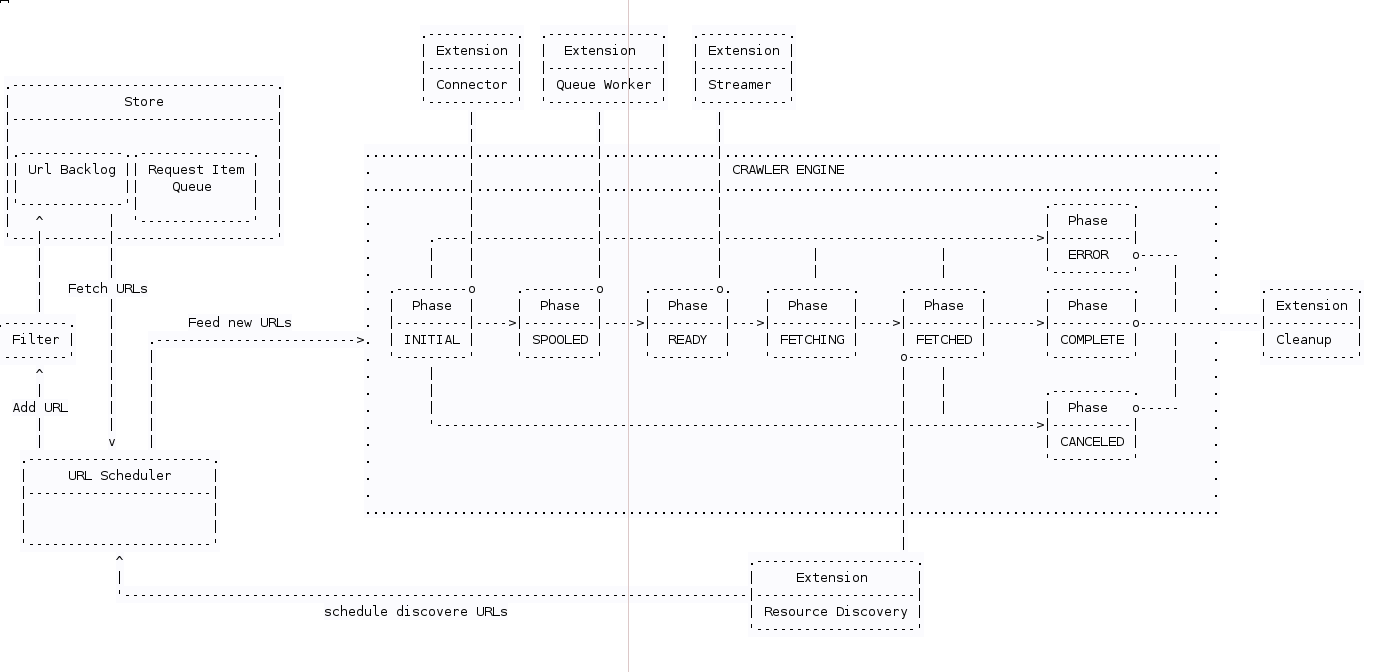 Extension
Connector
Extension
Queue Worker
Extension
Streamer
Store
Url Backlog
Request Item
Queue
CRAWLER ENGINE
Phase
ERROR
Fetch URLs
Feed new URLs
Filter
Add URL
Phase
INITIAL
Phase
SPOOLED
Phase
READY
Phase
FETCHING
Phase
FETCHED
Phase
COMPLETE
Extension
Cleanup
Phase
CANCELED
URL Scheduler
Extension
Resource Discovery
schedule discovere URLs